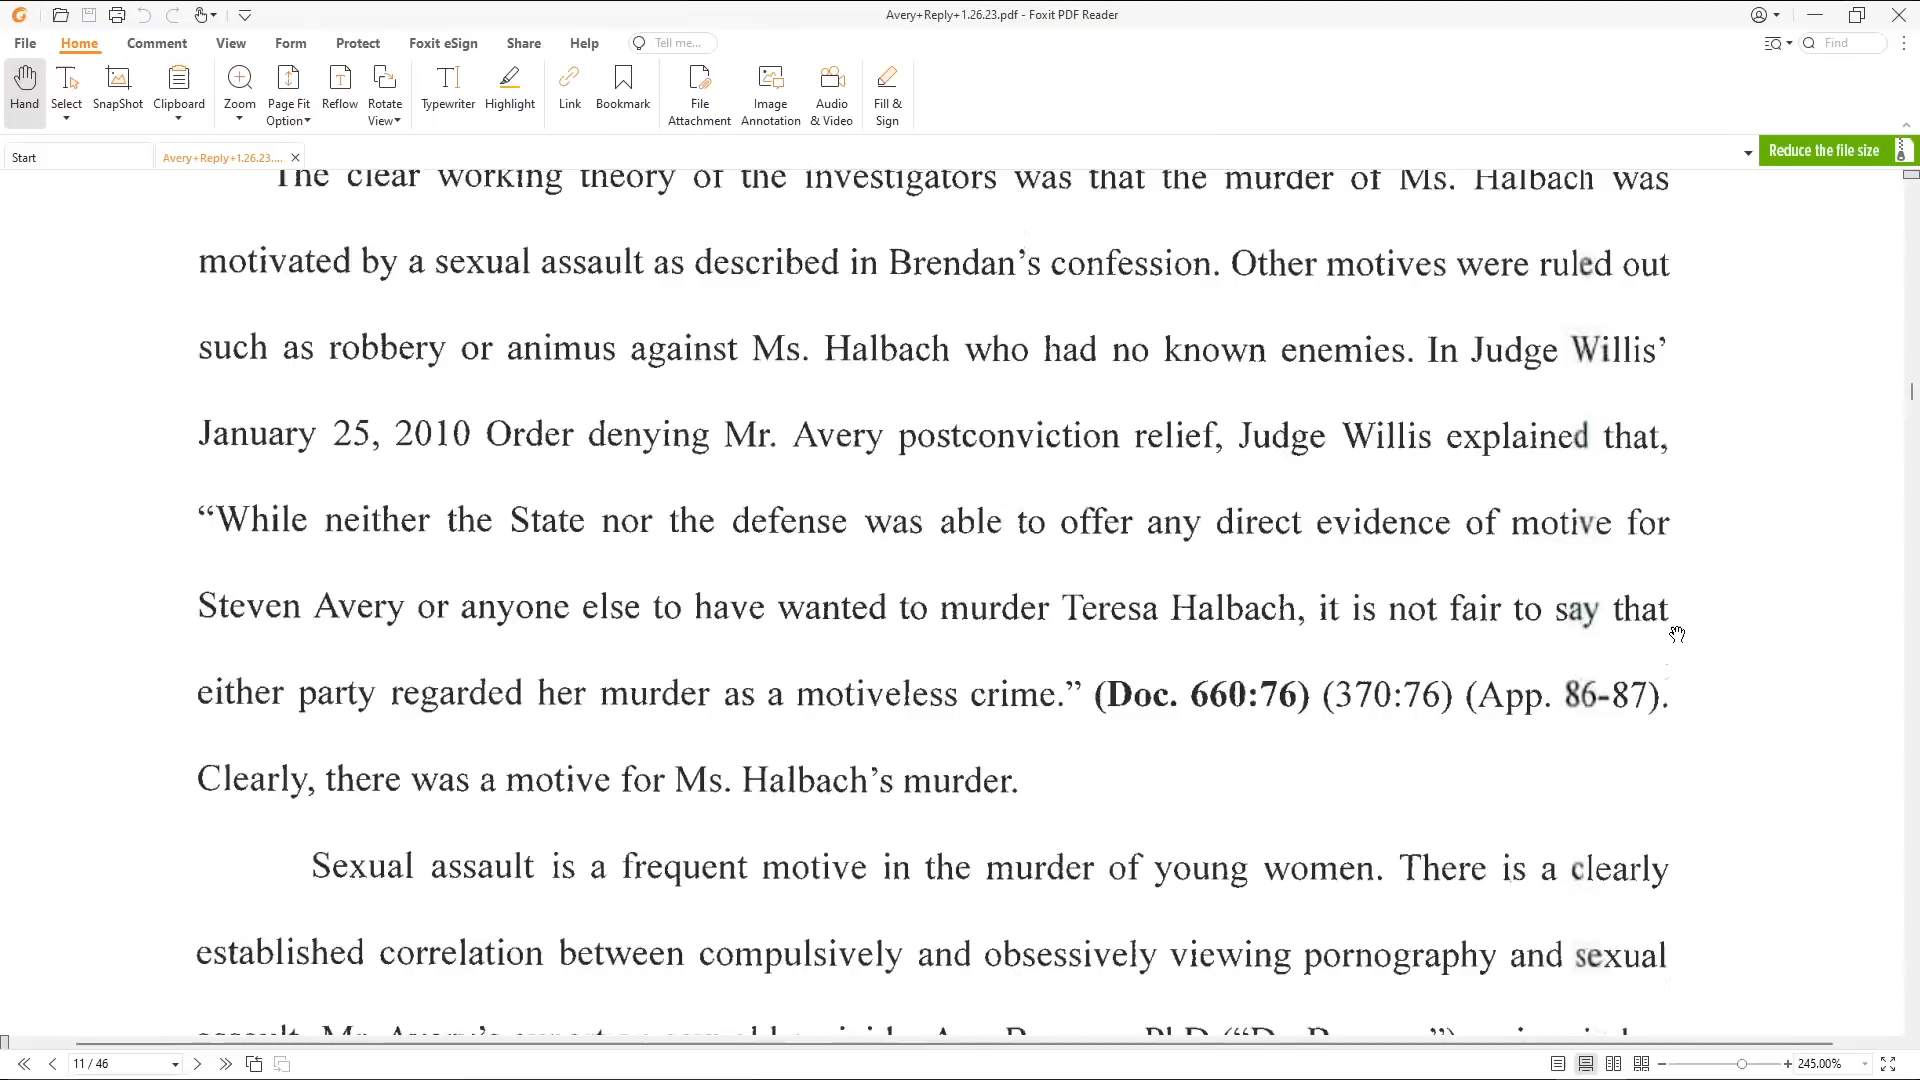 Avery+Reply+1.26.23.pdf - Foxit PDF Reader
File Home Comment View Form Protect Foxit eSign Share Help Tell me... Find
Hand Select SnapShot Clipboard Zoom Page Fit Option Reflow Rotate View Typewriter Highlight Link Bookmark File Attachment Image Annotation Audio & Video Fill & Sign
Start Avery+Reply+1.26.23.... Reduce the file size
The clear working theory of the investigators was that the murder of Ms. Halbach was
motivated by a sexual assault as described in Brendan’s confession. Other motives were ruled out
such as robbery or animus against Ms. Halbach who had no known enemies. In Judge Willis’
January 25, 2010 Order denying Mr. Avery postconviction relief, Judge Willis explained that,
“While neither the State nor the defense was able to offer any direct evidence of motive for
Steven Avery or anyone else to have wanted to murder Teresa Halbach, it is not fair to say that
either party regarded her murder as a motiveless crime.” (Doc. 660:76) (370:76) (App. 86-87).
Clearly, there was a motive for Ms. Halbach’s murder.
Sexual assault is a frequent motive in the murder of young women. There is a clearly
established correlation between compulsively and obsessively viewing pornography and sexual
11 / 46 245.00%